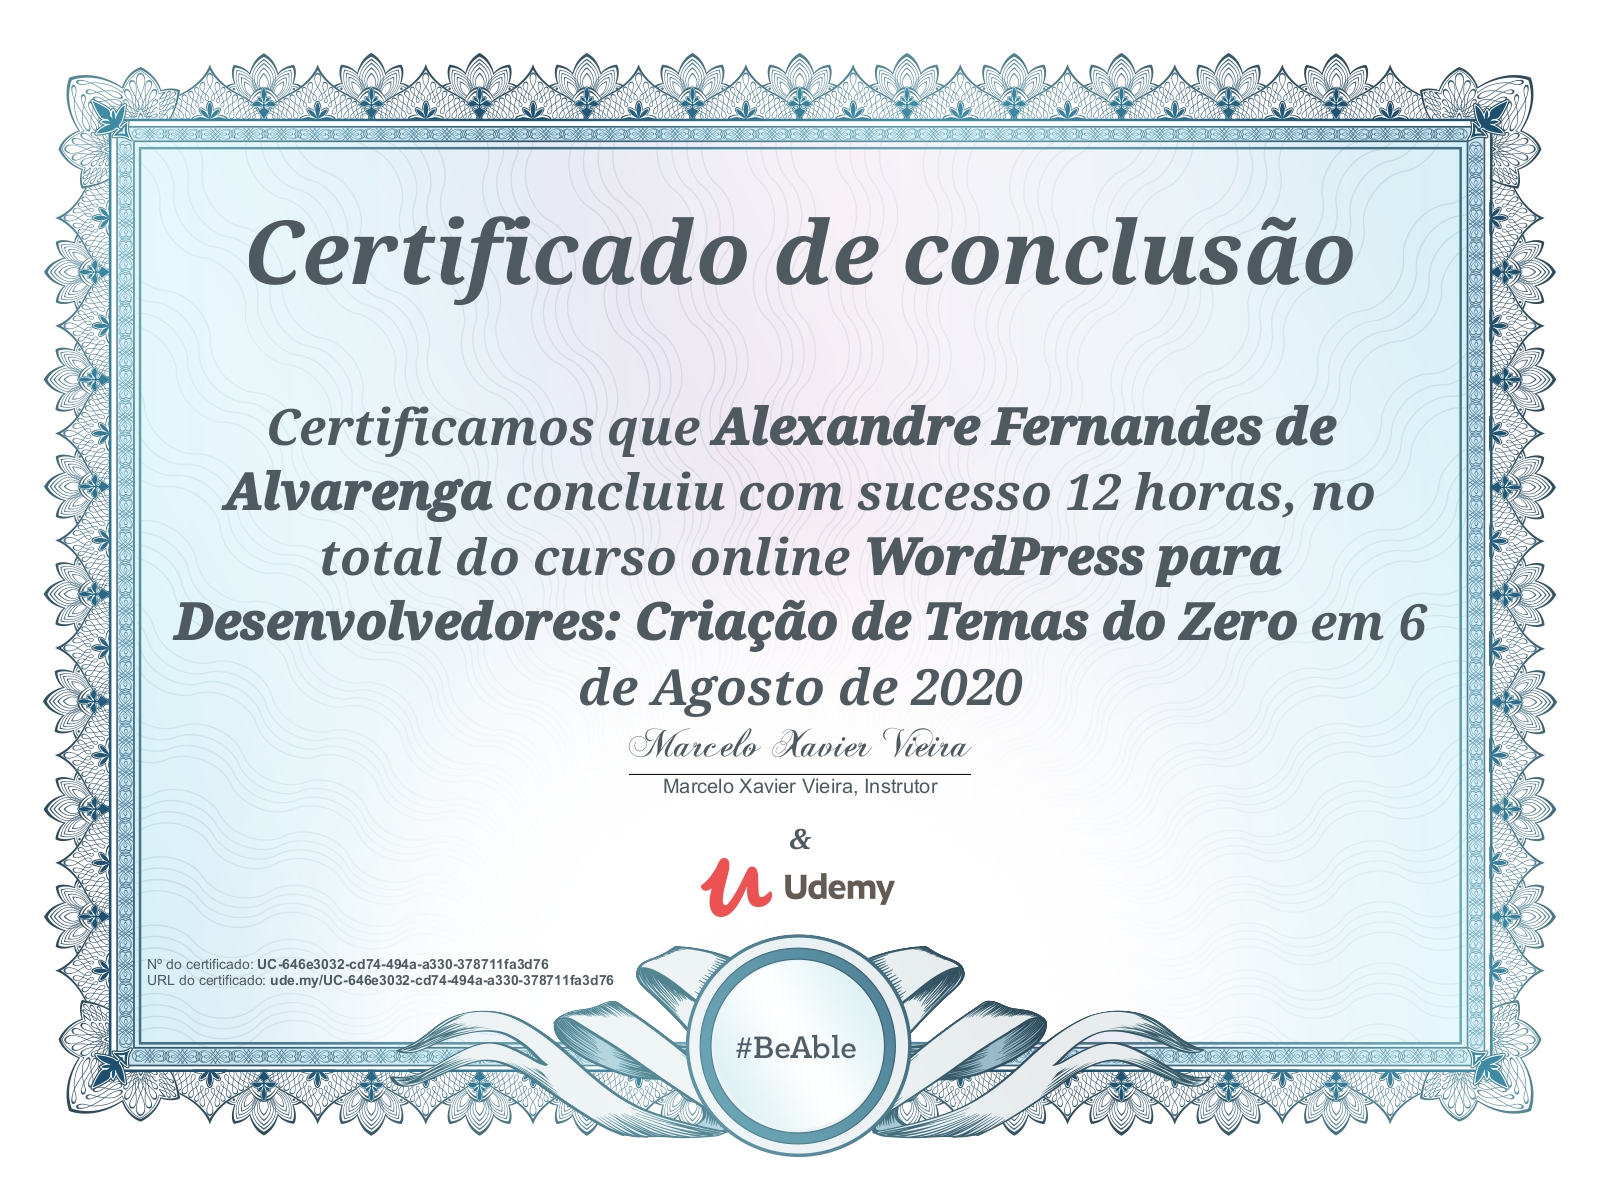 Certificado de conclusão
Certificamos que Alexandre Fernandes de
Alvarenga concluiu com sucesso 12 horas, no
total do curso online WordPress para
Desenvolvedores: Criação de Temas do Zero em 6
de Agosto de 2020
Marcelo Xavier Vieira
Marcelo Xavier Vieira, Instrutor
&
Udemy
Nº do certificado: UC-646e3032-cd74-494a-a330-378711fa3d76
URL do certificado: ude.my/UC-646e3032-cd74-494a-a330-378711fa3d76
#BeAble